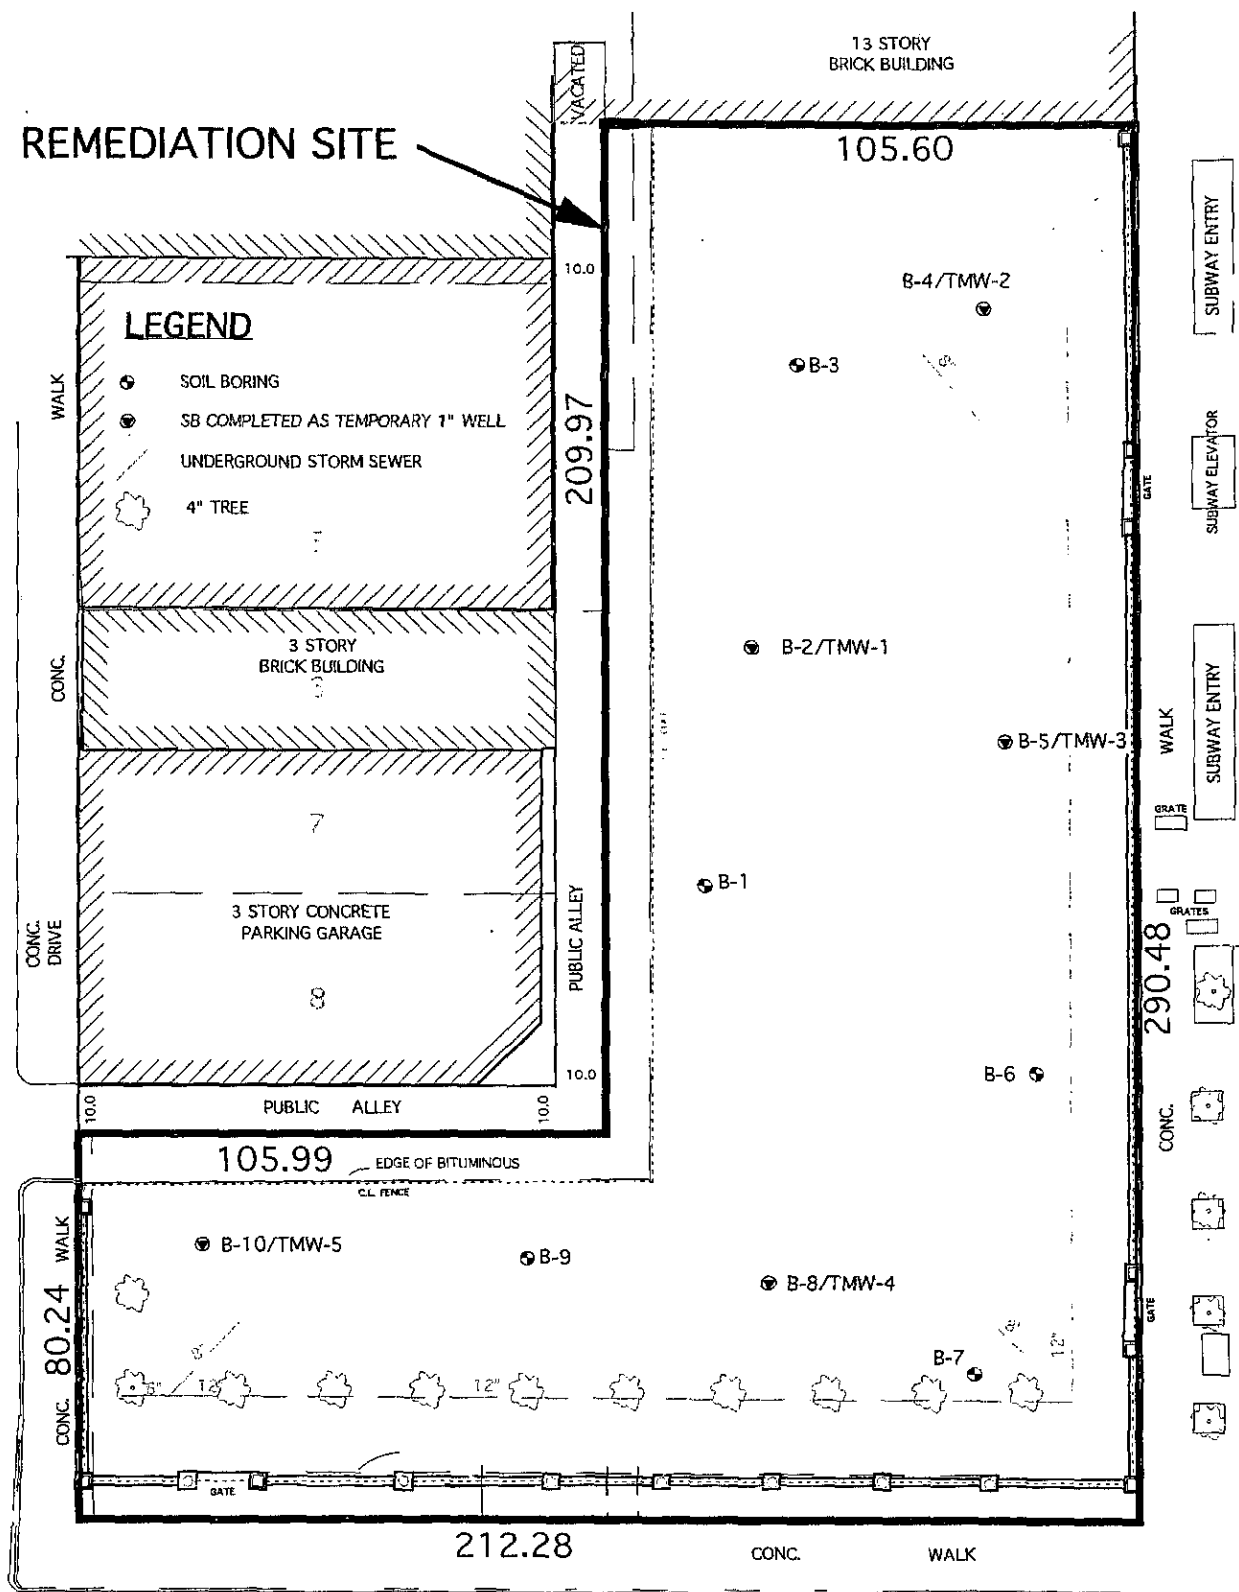 13 STORY
BRICK BUILDING
VACATED
REMEDIATION SITE
105.60
SUBWAY ENTRY
10.0
B-4/TMW-2
LEGEND
SOIL BORING
SB COMPLETED AS TEMPORARY 1" WELL
UNDERGROUND STORM SEWER
4" TREE
WALK
B-3
209.97
SUBWAY ELEVATOR
GATE
3 STORY
BRICK BUILDING
CONC.
B-2/TMW-1
B-5/TMW-3
WALK
SUBWAY ENTRY
GRATE
7
B-1
GRATES
3 STORY CONCRETE
PARKING GARAGE
CONC.
DRIVE
PUBLIC ALLEY
290.48
8
10.0
B-6
10.0
PUBLIC ALLEY
10.0
CONC.
105.99
EDGE OF BITUMINOUS
C.L. FENCE
WALK
B-10/TMW-5
B-9
B-8/TMW-4
80.24
GATE
8"
18"
12"
B-7
6"
12"
12"
CONC.
GATE
212.28
CONC.
WALK